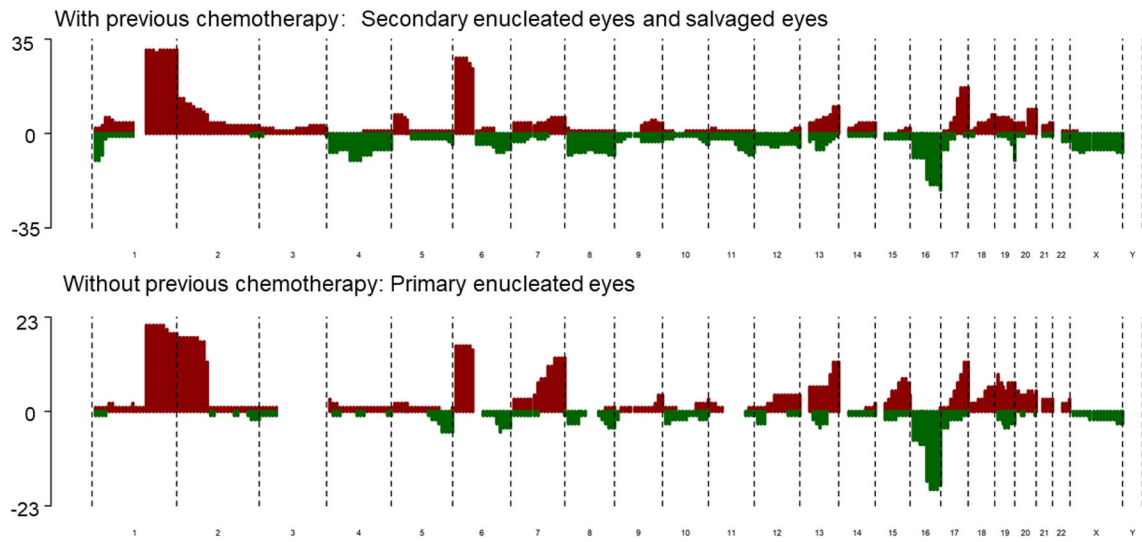 With previous chemotherapy: Secondary enucleated eyes and salvaged eyes
35
0
-35
1 2 3 4 5 6 7 8 9 10 11 12 13 14 15 16 17 18 19 20 21 22 X Y
Without previous chemotherapy: Primary enucleated eyes
23
0
-23
1 2 3 4 5 6 7 8 9 10 11 12 13 14 15 16 17 18 19 20 21 22 X Y